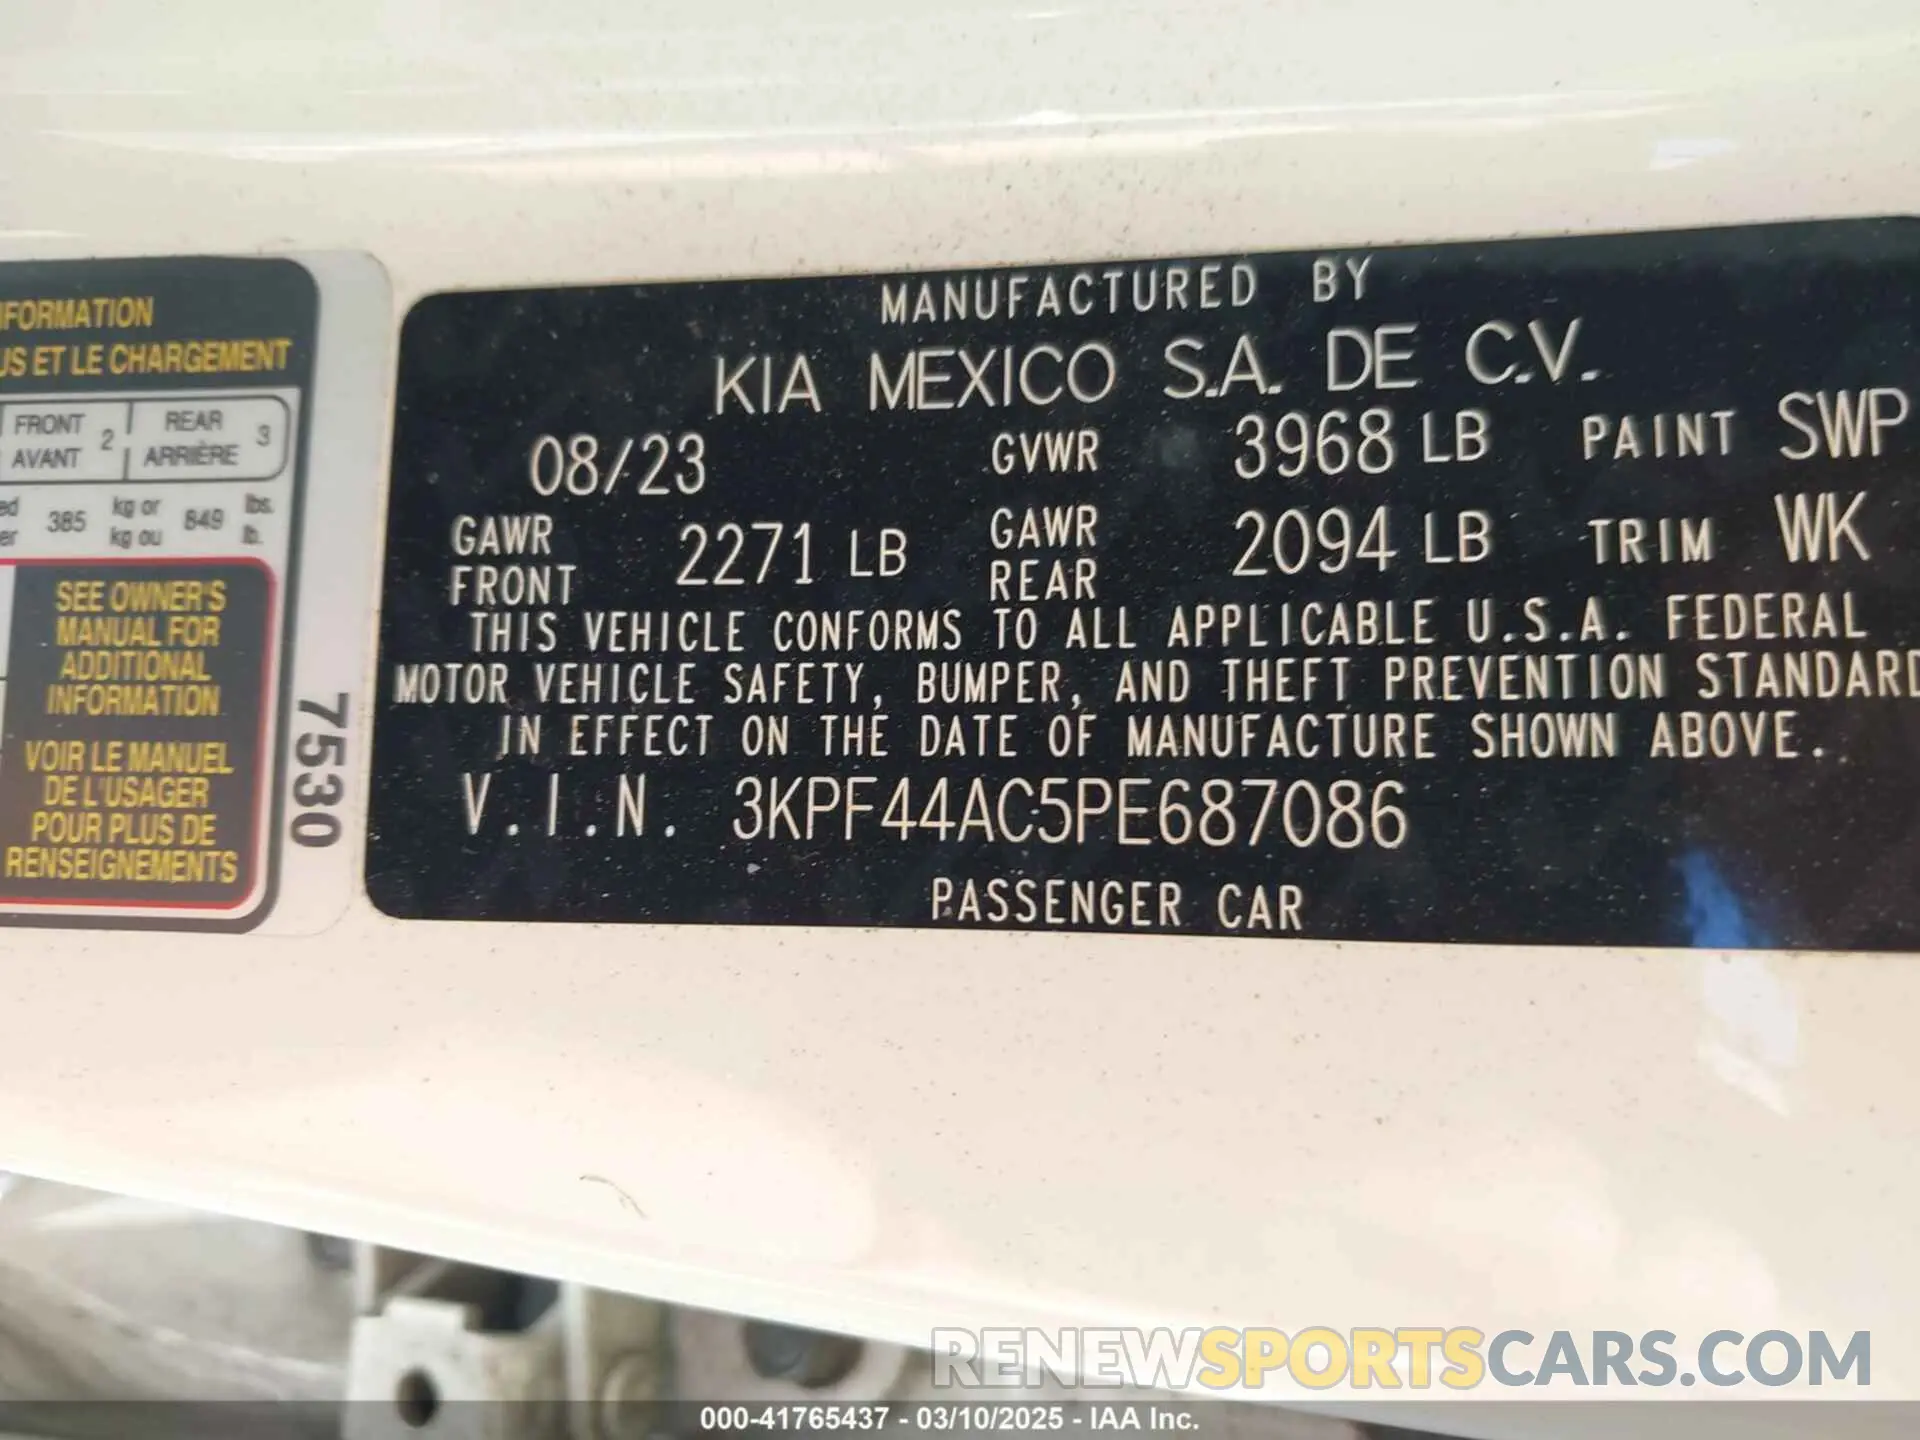 FORMATION
US ET LE CHARGEMENT
FRONT AVANT 2 REAR ARRIÈRE 3
385 kg or kg ou 849 lbs. lb.
SEE OWNER'S
MANUAL FOR
ADDITIONAL
INFORMATION
VOIR LE MANUEL
DE L'USAGER
POUR PLUS DE
RENSEIGNEMENTS
7530
MANUFACTURED BY
KIA MEXICO S.A. DE C.V.
08/23 GVWR 3968 LB PAINT SWP
GAWR FRONT 2271 LB GAWR REAR 2094 LB TRIM WK
THIS VEHICLE CONFORMS TO ALL APPLICABLE U.S.A. FEDERAL
MOTOR VEHICLE SAFETY, BUMPER, AND THEFT PREVENTION STANDARD
IN EFFECT ON THE DATE OF MANUFACTURE SHOWN ABOVE.
V.I.N. 3KPF44AC5PE687086
PASSENGER CAR
RENEWSPORTSCARS.COM
000-41765437 - 03/10/2025 - IAA Inc.